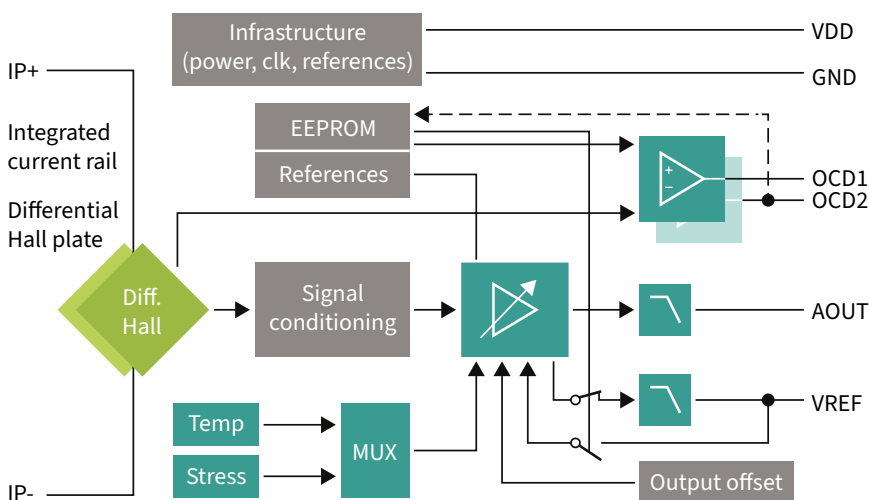 Infrastructure
(power, clk, references)
VDD
GND
IP+
Integrated
current rail
Differential
Hall plate
EEPROM
References
+
−
OCD1
OCD2
Diff.
Hall
Signal
conditioning
AOUT
VREF
Temp
Stress
MUX
Output offset
IP-